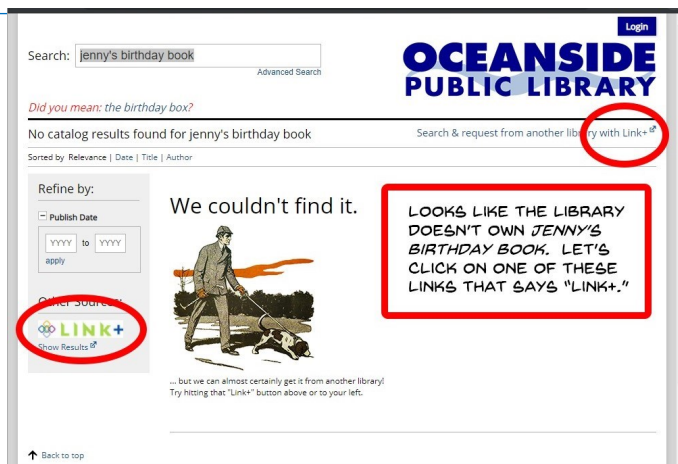 Login
Search: jenny's birthday book
Advanced Search
OCEANSIDE
PUBLIC LIBRARY
Did you mean: the birthday box?
No catalog results found for jenny's birthday book
Search & request from another library with Link+
Sorted by Relevance | Date | Title | Author
Refine by:
Publish Date
YYYY to YYYY
apply
Other Sources:
LINK+
Show Results
We couldn't find it.
LOOKS LIKE THE LIBRARY
DOESN'T OWN JENNY'S
BIRTHDAY BOOK. LET'S
CLICK ON ONE OF THESE
LINKS THAT SAYS "LINK+."
... but we can almost certainly get it from another library!
Try hitting that "Link+" button above or to your left.
Back to top